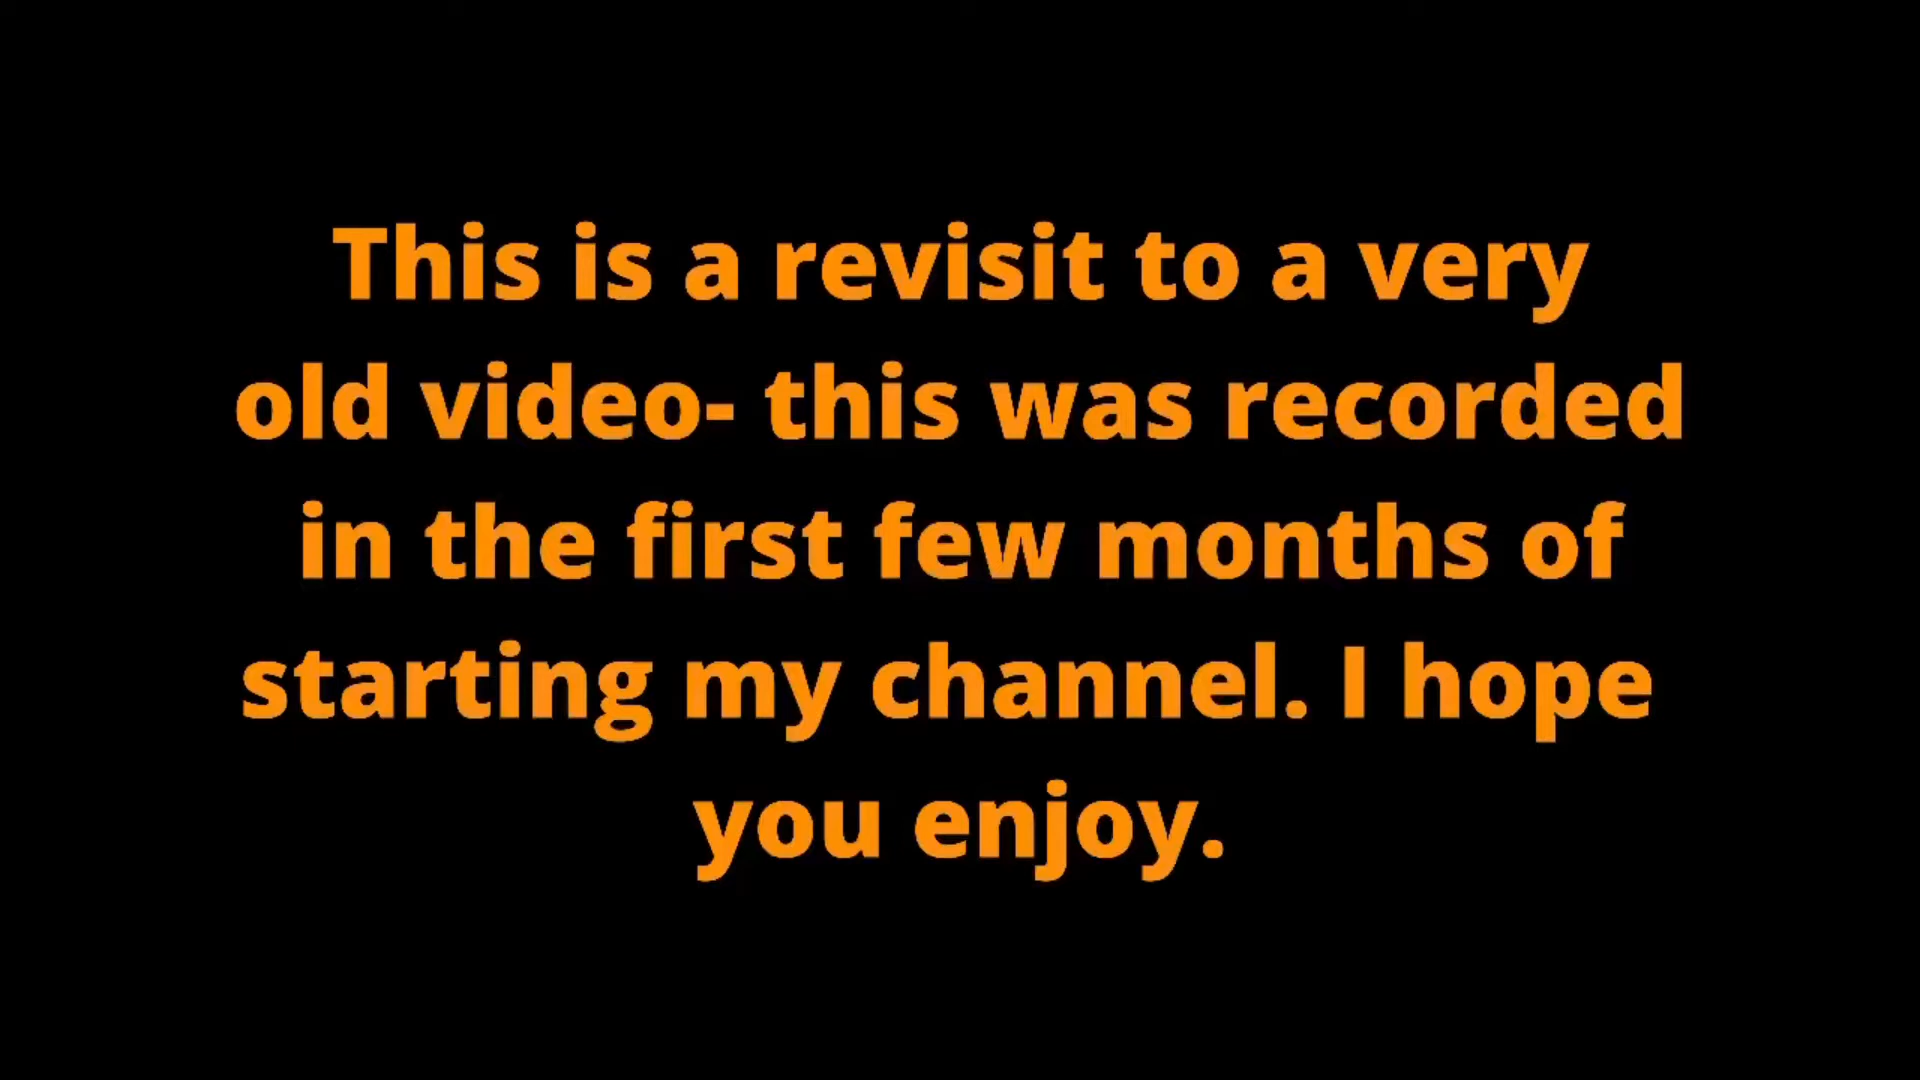 This is a revisit to a very
old video- this was recorded
in the first few months of
starting my channel. I hope
you enjoy.